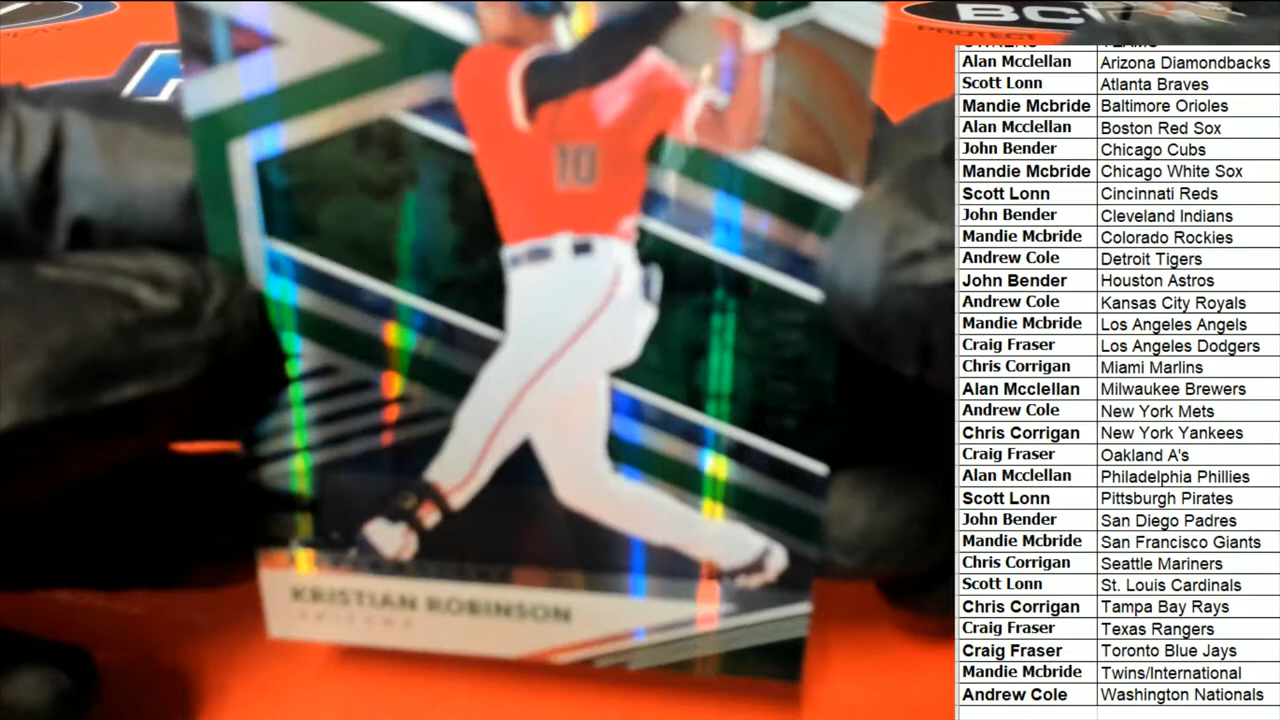 BC
PROTECT
10
KRISTIAN ROBINSON
OWNERS TEAMS
Alan Mcclellan Arizona Diamondbacks
Scott Lonn Atlanta Braves
Mandie Mcbride Baltimore Orioles
Alan Mcclellan Boston Red Sox
John Bender Chicago Cubs
Mandie Mcbride Chicago White Sox
Scott Lonn Cincinnati Reds
John Bender Cleveland Indians
Mandie Mcbride Colorado Rockies
Andrew Cole Detroit Tigers
John Bender Houston Astros
Andrew Cole Kansas City Royals
Mandie Mcbride Los Angeles Angels
Craig Fraser Los Angeles Dodgers
Chris Corrigan Miami Marlins
Alan Mcclellan Milwaukee Brewers
Andrew Cole New York Mets
Chris Corrigan New York Yankees
Craig Fraser Oakland A's
Alan Mcclellan Philadelphia Phillies
Scott Lonn Pittsburgh Pirates
John Bender San Diego Padres
Mandie Mcbride San Francisco Giants
Chris Corrigan Seattle Mariners
Scott Lonn St. Louis Cardinals
Chris Corrigan Tampa Bay Rays
Craig Fraser Texas Rangers
Craig Fraser Toronto Blue Jays
Mandie Mcbride Twins/International
Andrew Cole Washington Nationals